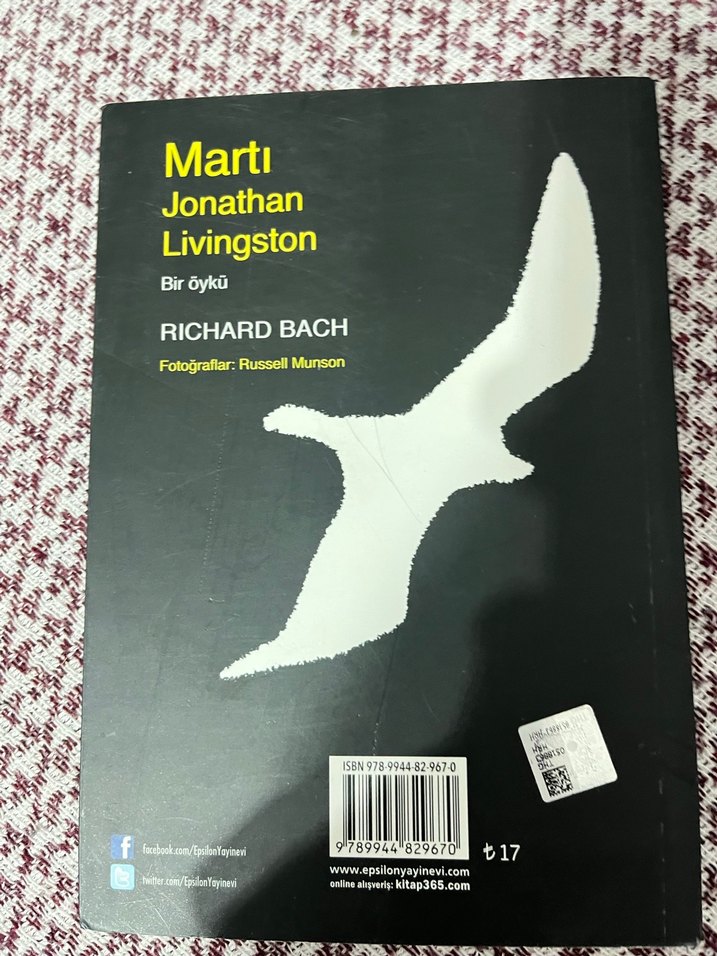 Martı
Jonathan
Livingston
Bir öykü
RICHARD BACH
Fotoğraflar: Russell Munson
ISBN 978-9944-82-967-0
9 789944 829670
₺ 17
www.epsilonyayinevi.com
online alışveriş: kitap365.com
facebook.com/EpsilonYayinevi
twitter.com/EpsilonYayinevi